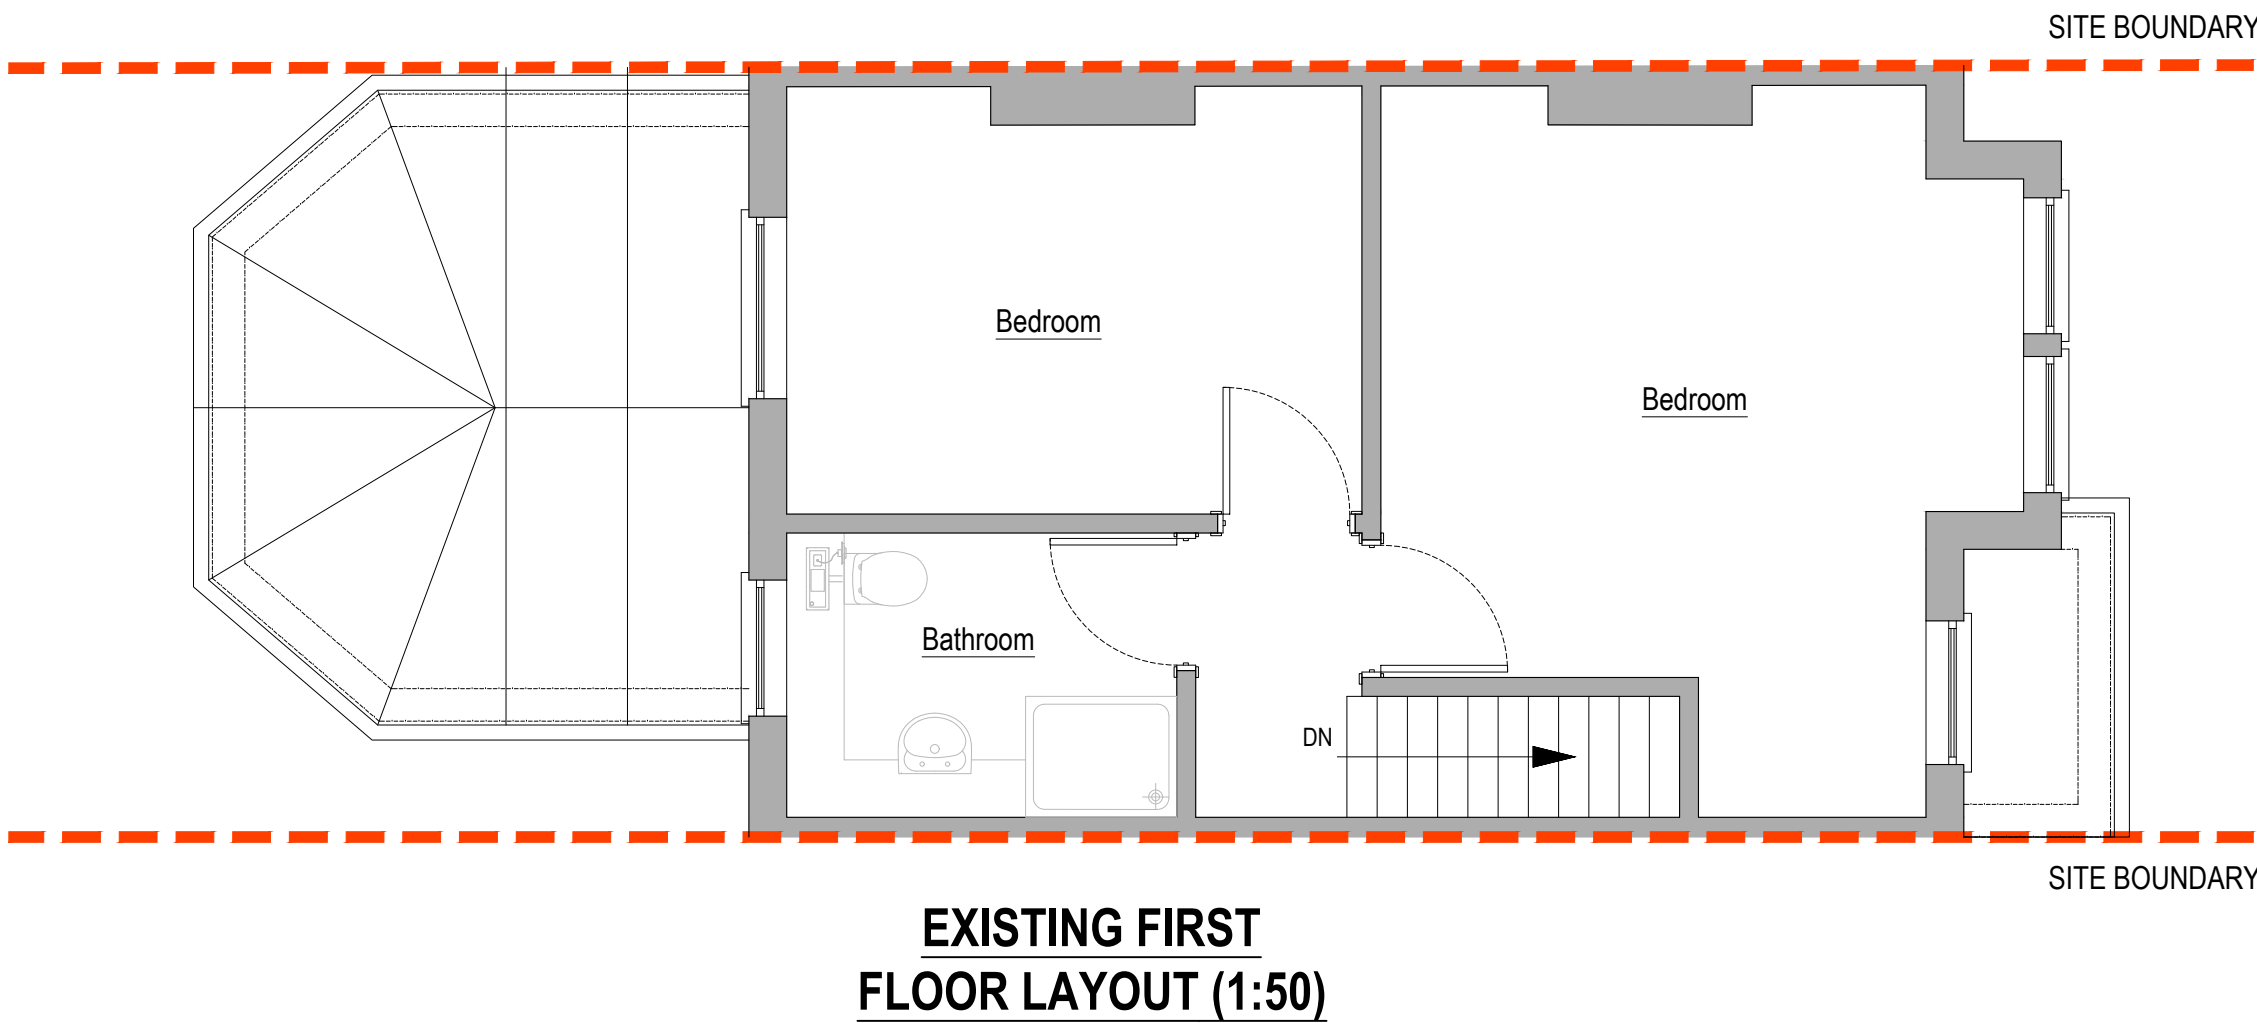 SITE BOUNDARY
Bedroom
Bedroom
Bathroom
DN
SITE BOUNDARY
EXISTING FIRST
FLOOR LAYOUT (1:50)